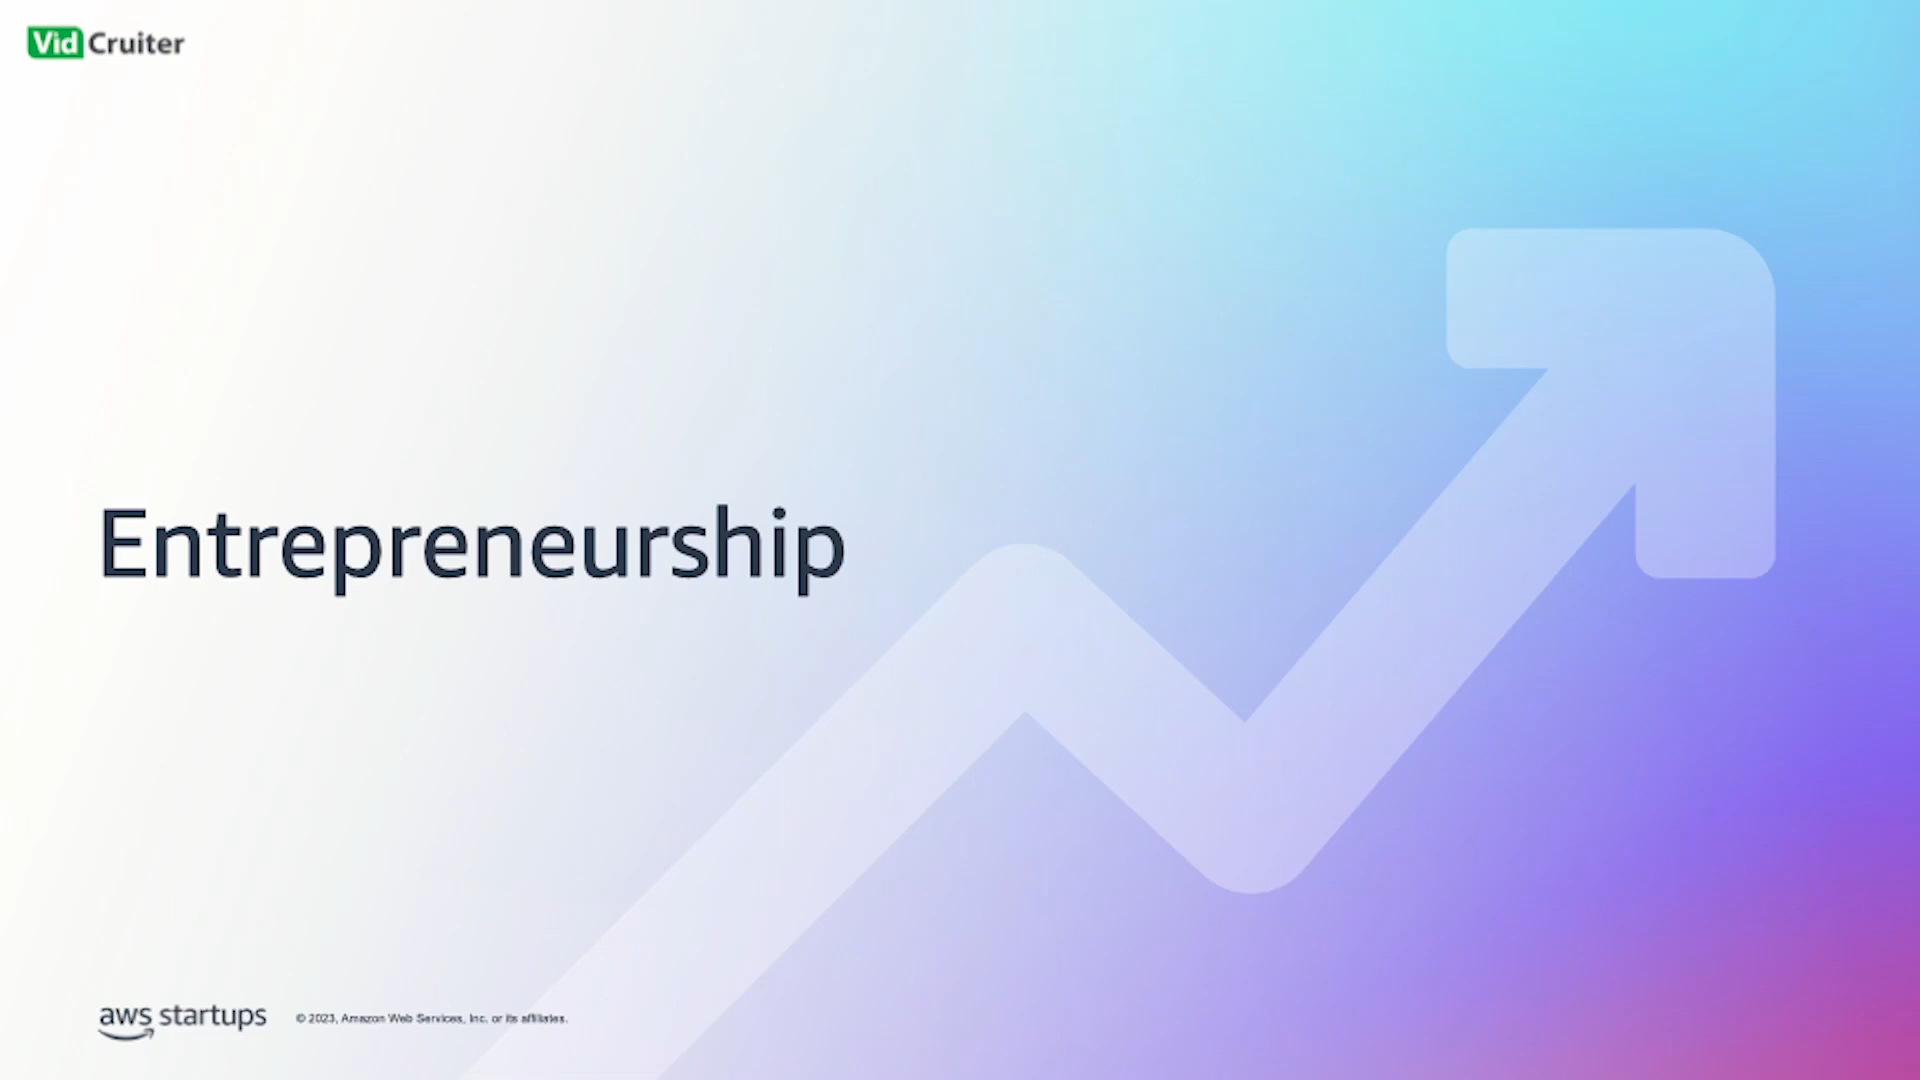 VidCruiter
Entrepreneurship
aws startups
© 2023, Amazon Web Services, Inc. or its affiliates.